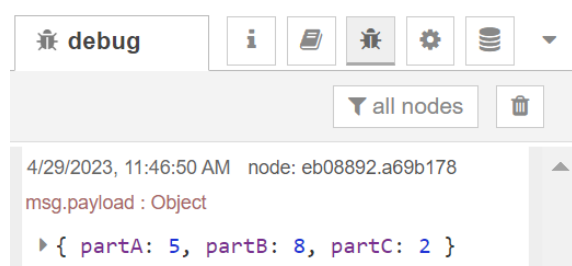 debug
all nodes
4/29/2023, 11:46:50 AM node: eb08892.a69b178
msg.payload : Object
{ partA: 5, partB: 8, partC: 2 }